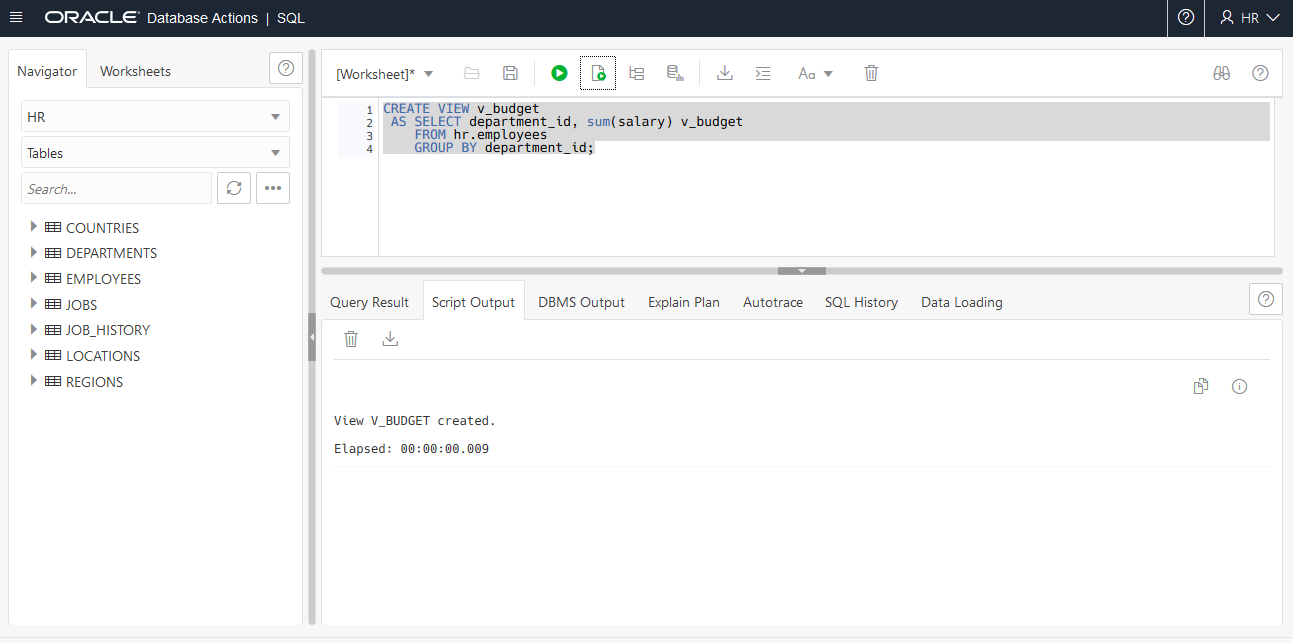 ORACLE Database Actions | SQL
HR
Navigator
Worksheets
HR
Tables
Search...
COUNTRIES
DEPARTMENTS
EMPLOYEES
JOBS
JOB_HISTORY
LOCATIONS
REGIONS
[Worksheet]*
Aa
1 CREATE VIEW v_budget
2 AS SELECT department_id, sum(salary) v_budget
3 FROM hr.employees
4 GROUP BY department_id;
Query Result
Script Output
DBMS Output
Explain Plan
Autotrace
SQL History
Data Loading
View V_BUDGET created.
Elapsed: 00:00:00.009